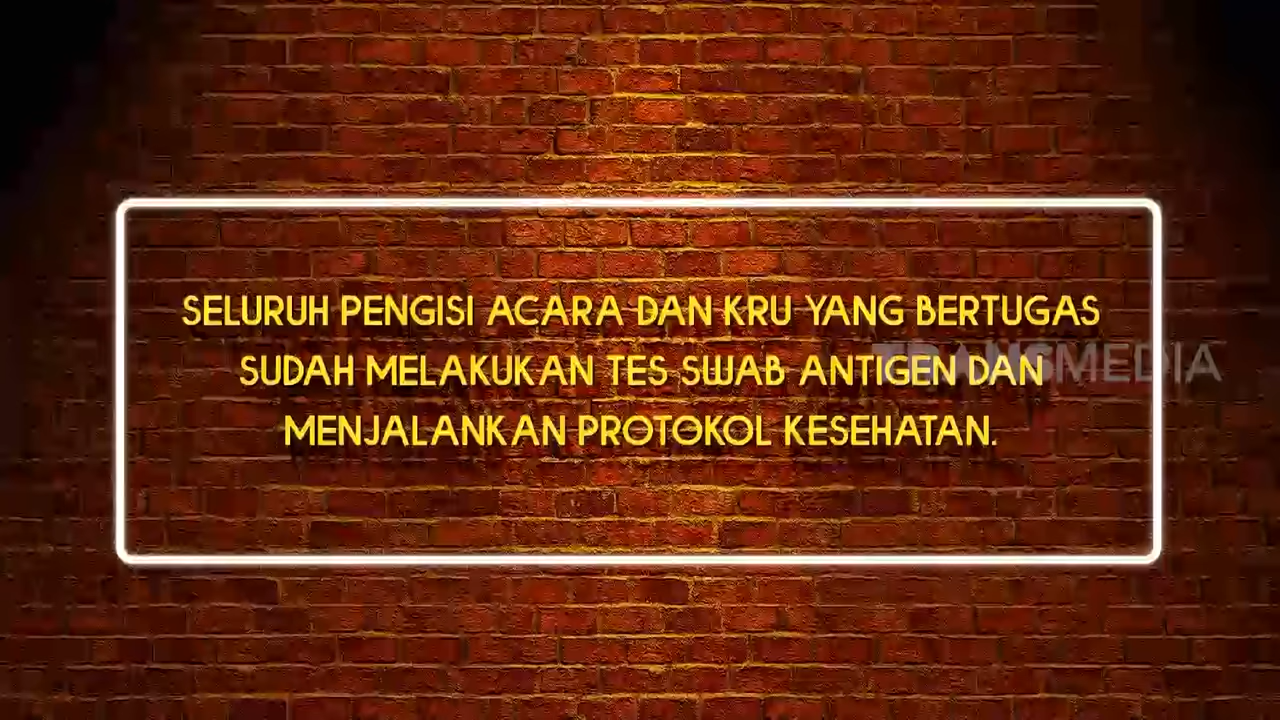 SELURUH PENGISI ACARA DAN KRU YANG BERTUGAS
SUDAH MELAKUKAN TES SWAB ANTIGEN DAN
MENJALANKAN PROTOKOL KESEHATAN.
TRANSMEDIA